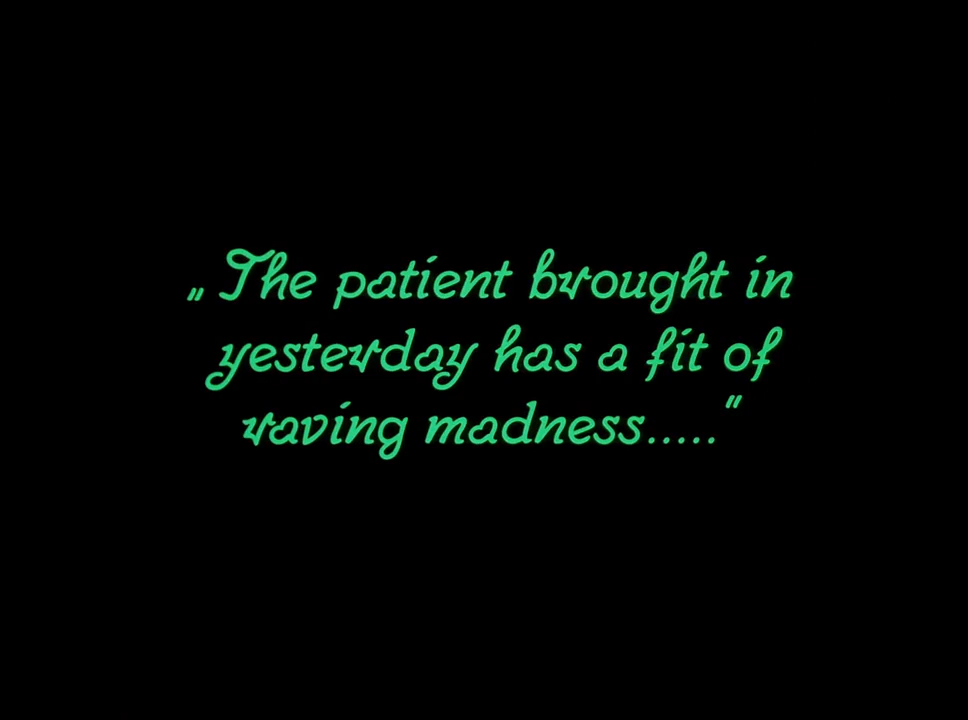 „The patient brought in
yesterday has a fit of
raving madness.....“